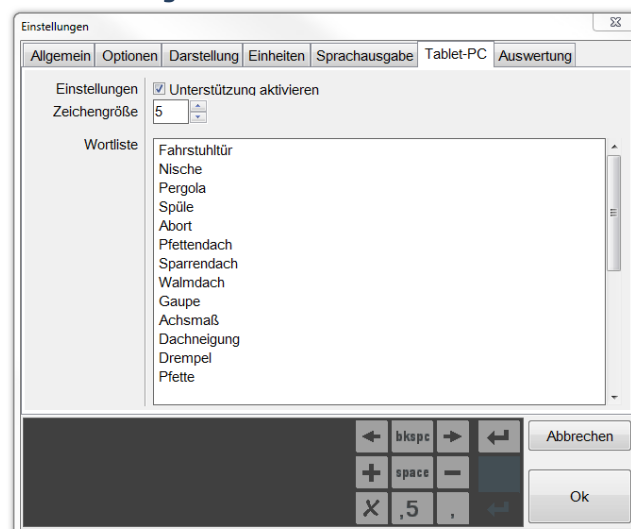 Einstellungen
Allgemein Optionen Darstellung Einheiten Sprachausgabe Tablet-PC Auswertung
Einstellungen Unterstützung aktivieren
Zeichengröße 5
Wortliste
Fahrstuhltür
Nische
Pergola
Spüle
Abort
Pfettendach
Sparrendach
Walmdach
Gaupe
Achsmaß
Dachneigung
Drempel
Pfette
bkspc
Abbrechen
+ space −
X ,5 ,
Ok